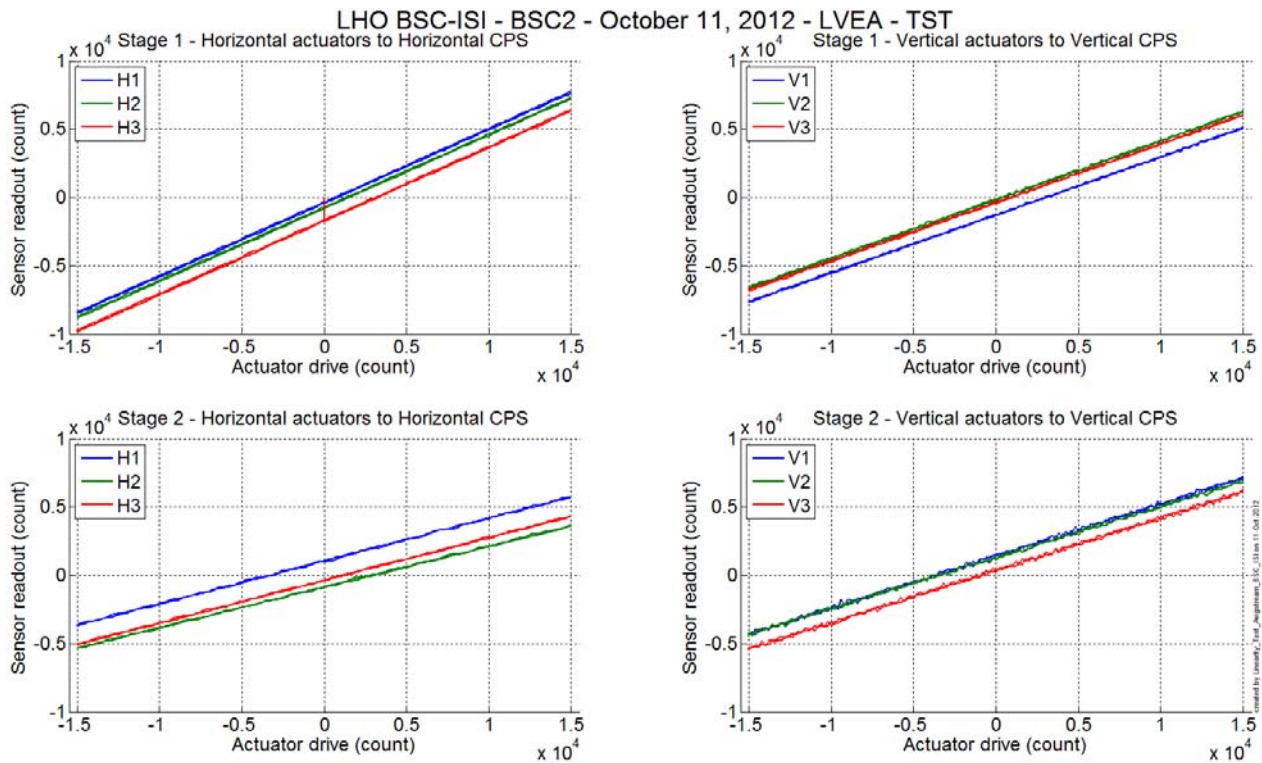 LHO BSC-ISI - BSC2 - October 11, 2012 - LVEA - TST
Stage 1 - Horizontal actuators to Horizontal CPS
x 10^4
1
0.5
0
-0.5
-1
Sensor readout (count)
H1
H2
H3
-1.5 -1 -0.5 0 0.5 1 1.5
Actuator drive (count)
x 10^4
Stage 1 - Vertical actuators to Vertical CPS
x 10^4
1
0.5
0
-0.5
-1
Sensor readout (count)
V1
V2
V3
-1.5 -1 -0.5 0 0.5 1 1.5
Actuator drive (count)
x 10^4
Stage 2 - Horizontal actuators to Horizontal CPS
x 10^4
1
0.5
0
-0.5
-1
Sensor readout (count)
H1
H2
H3
-1.5 -1 -0.5 0 0.5 1 1.5
Actuator drive (count)
x 10^4
Stage 2 - Vertical actuators to Vertical CPS
x 10^4
1
0.5
0
-0.5
-1
Sensor readout (count)
V1
V2
V3
-1.5 -1 -0.5 0 0.5 1 1.5
Actuator drive (count)
x 10^4
created by on 11-Oct-2012